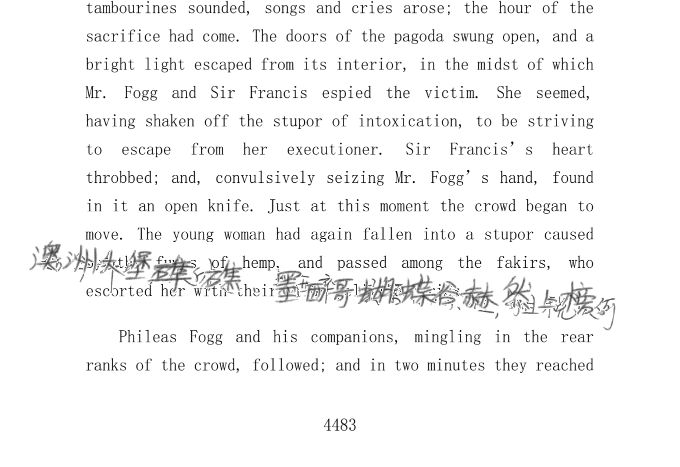 tambourines sounded, songs and cries arose; the hour of the
sacrifice had come. The doors of the pagoda swung open, and a
bright light escaped from its interior, in the midst of which
Mr. Fogg and Sir Francis espied the victim. She seemed,
having shaken off the stupor of intoxication, to be striving
to escape from her executioner. Sir Francis's heart
throbbed; and, convulsively seizing Mr. Fogg's hand, found
in it an open knife. Just at this moment the crowd began to
move. The young woman had again fallen into a stupor caused
by the fumes of hemp, and passed among the fakirs, who
escorted her with their
澳洲大堡礁 墨西哥蝴蝶谷
Phileas Fogg and his companions, mingling in the rear
ranks of the crowd, followed; and in two minutes they reached
4483